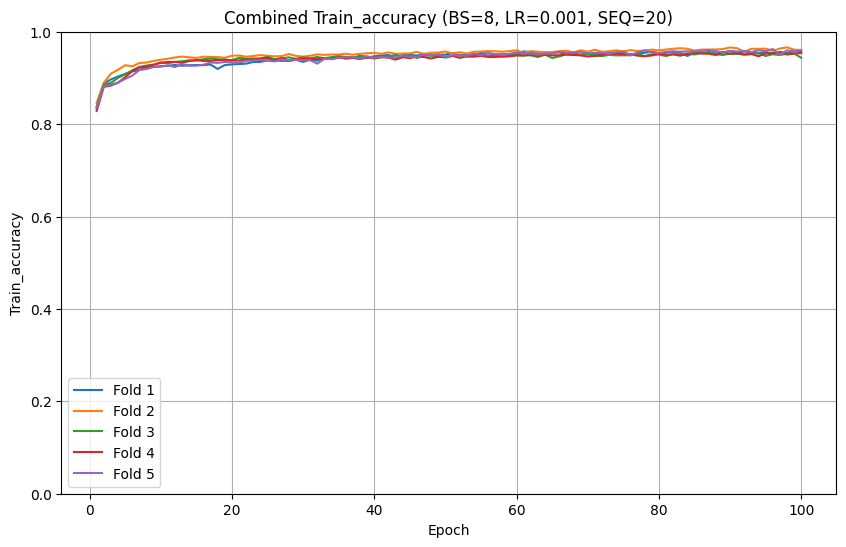 Combined Train_accuracy (BS=8, LR=0.001, SEQ=20)
Train_accuracy
1.0
0.8
0.6
0.4
0.2
0.0
Fold 1
Fold 2
Fold 3
Fold 4
Fold 5
0 20 40 60 80 100
Epoch